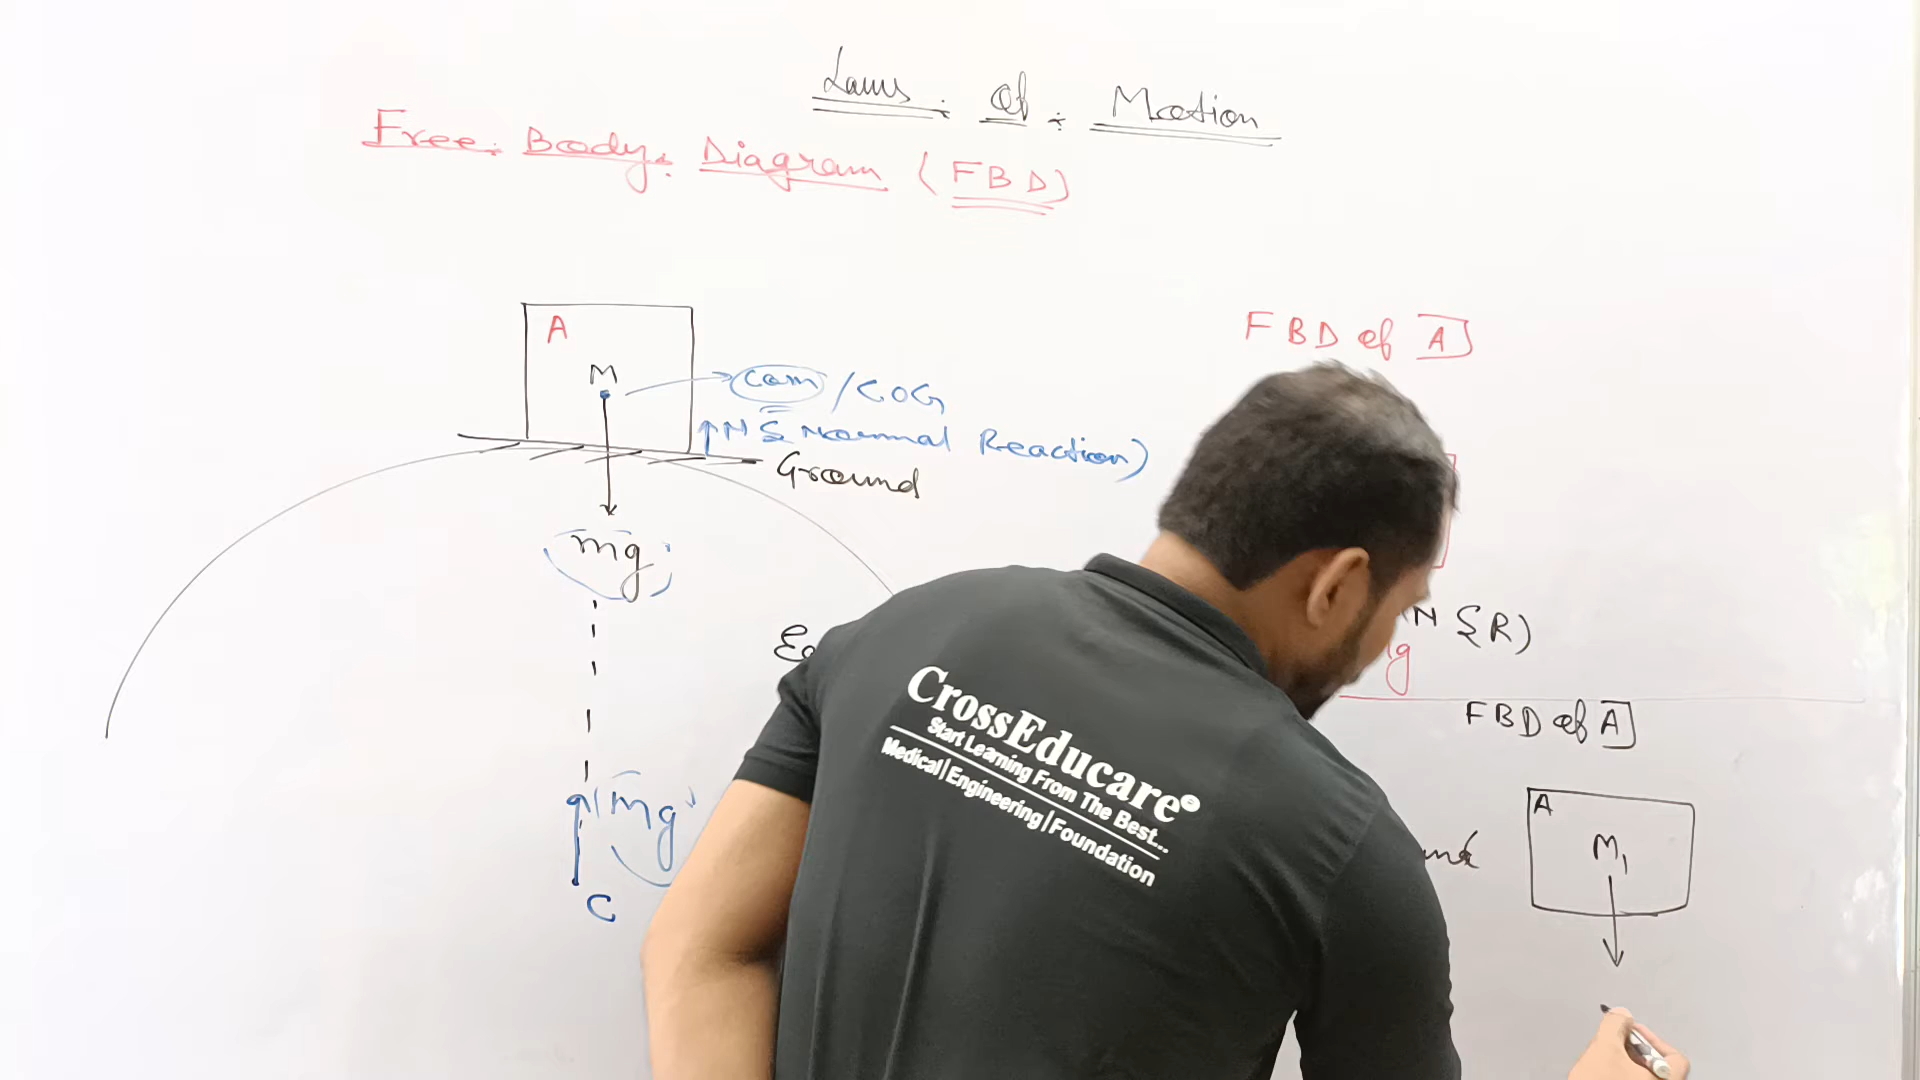 Laws of Motion
Free Body Diagram (FBD)
A
M
COM / COG
N (Normal Reaction)
Ground
mg
mg
C
FBD of A
N (R)
FBD of A
A
M1
CrossEducare
Start Learning From The Best...
Medical|Engineering|Foundation